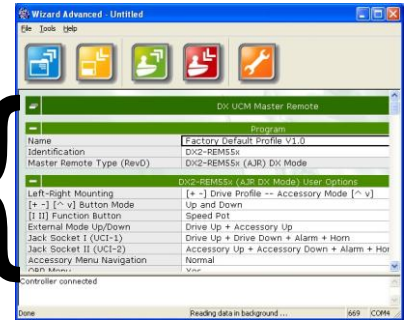 Wizard Advanced - Untitled
File Tools Help
DX UCM Master Remote
Program
Name Factory Default Profile V1.0
Identification DX2-REM55x
Master Remote Type (RevD) DX2-REM55x (AJR) DX Mode
DX2-REM55x (AJR DX Mode) User Options
Left-Right Mounting [+ -] Drive Profile -- Accessory Mode [^ v]
[+ -] [^ v] Button Mode Up and Down
[I II] Function Button Speed Pot
External Mode Up/Down Drive Up + Accessory Up
Jack Socket I (UCI-1) Drive Up + Drive Down + Alarm + Horn
Jack Socket II (UCI-2) Accessory Up + Accessory Down + Alarm + Hor
Accessory Menu Navigation Normal
OBP Menu Yes
Controller connected
Done Reading data in background ... 669 COM4